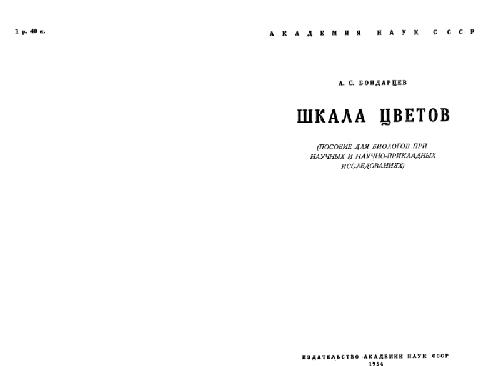 1 р. 40 к.
АКАДЕМИЯ НАУК СССР
А. С. БОНДАРЦЕВ
ШКАЛА ЦВЕТОВ
(ПОСОБИЕ ДЛЯ БИОЛОГОВ ПРИ
НАУЧНЫХ И НАУЧНО-ПРИКЛАДНЫХ
ИССЛЕДОВАНИЯХ)
ИЗДАТЕЛЬСТВО АКАДЕМИИ НАУК СССР
1954